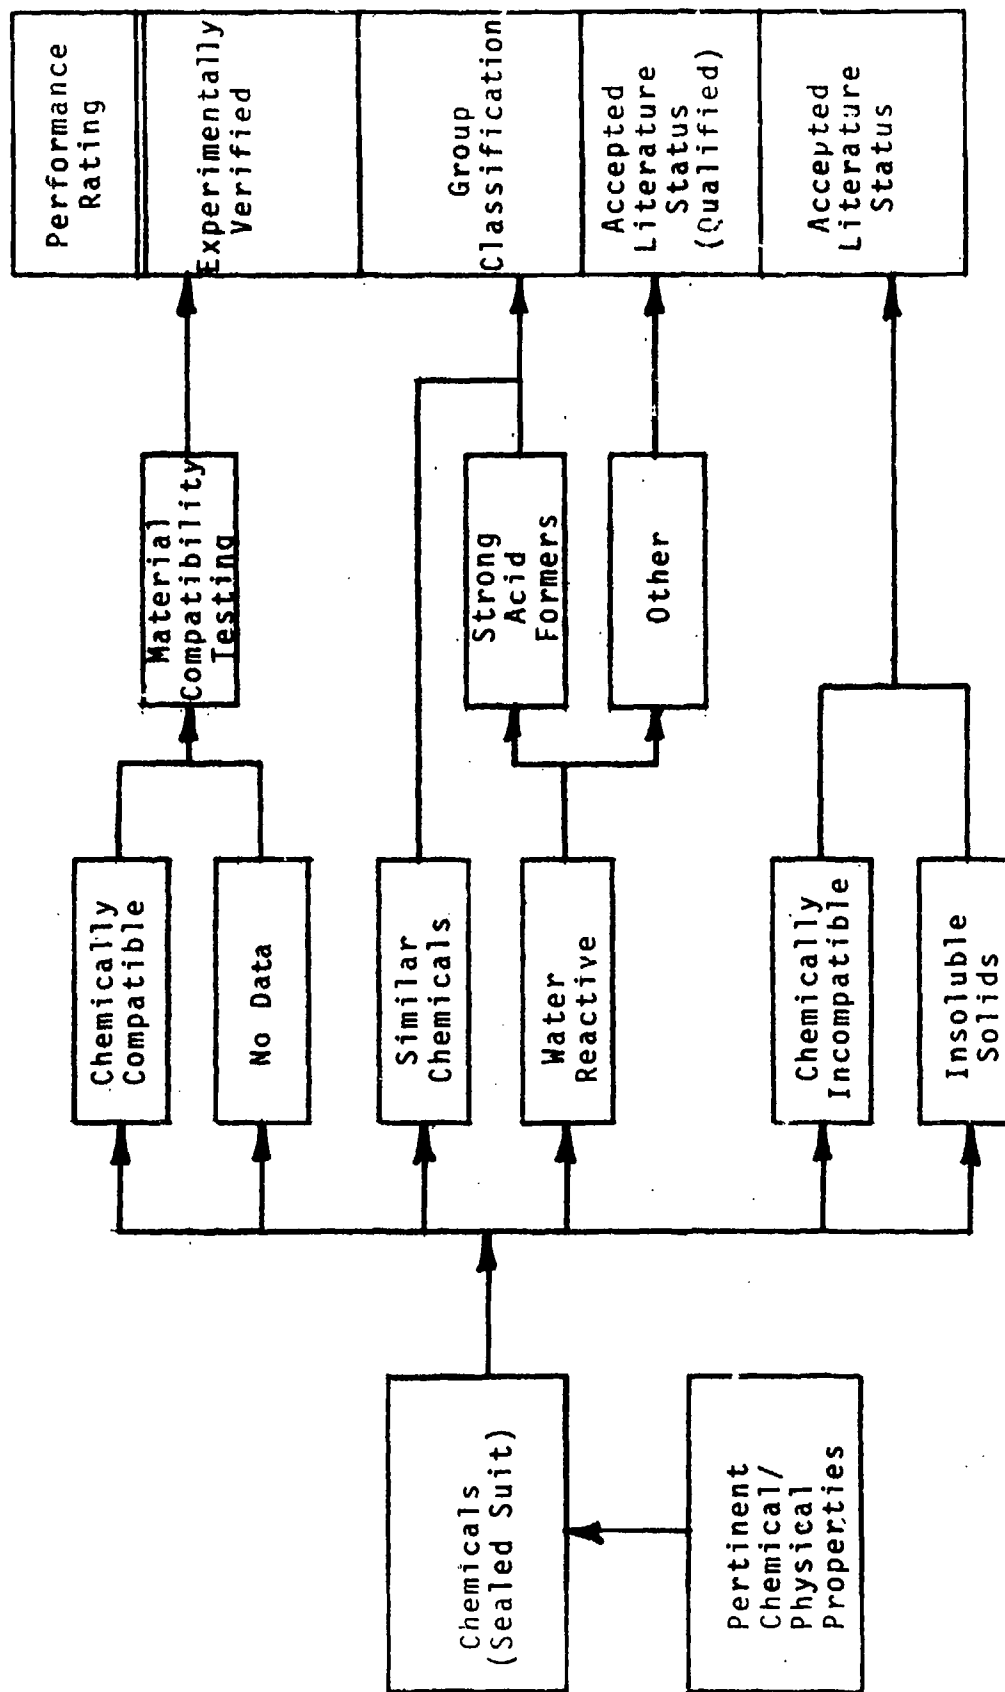 Chemicals
(Sealed Suit)
Pertinent
Chemical/
Physical
Properties
Chemically
Compatible
No Data
Similar
Chemicals
Water
Reactive
Chemically
Incompatible
Insoluble
Solids
Material
Compatibility
Testing
Strong
Acid
Formers
Other
Performance
Rating
Experimentally
Verified
Group
Classification
Accepted
Literature
Status
(Qualified)
Accepted
Literature
Status